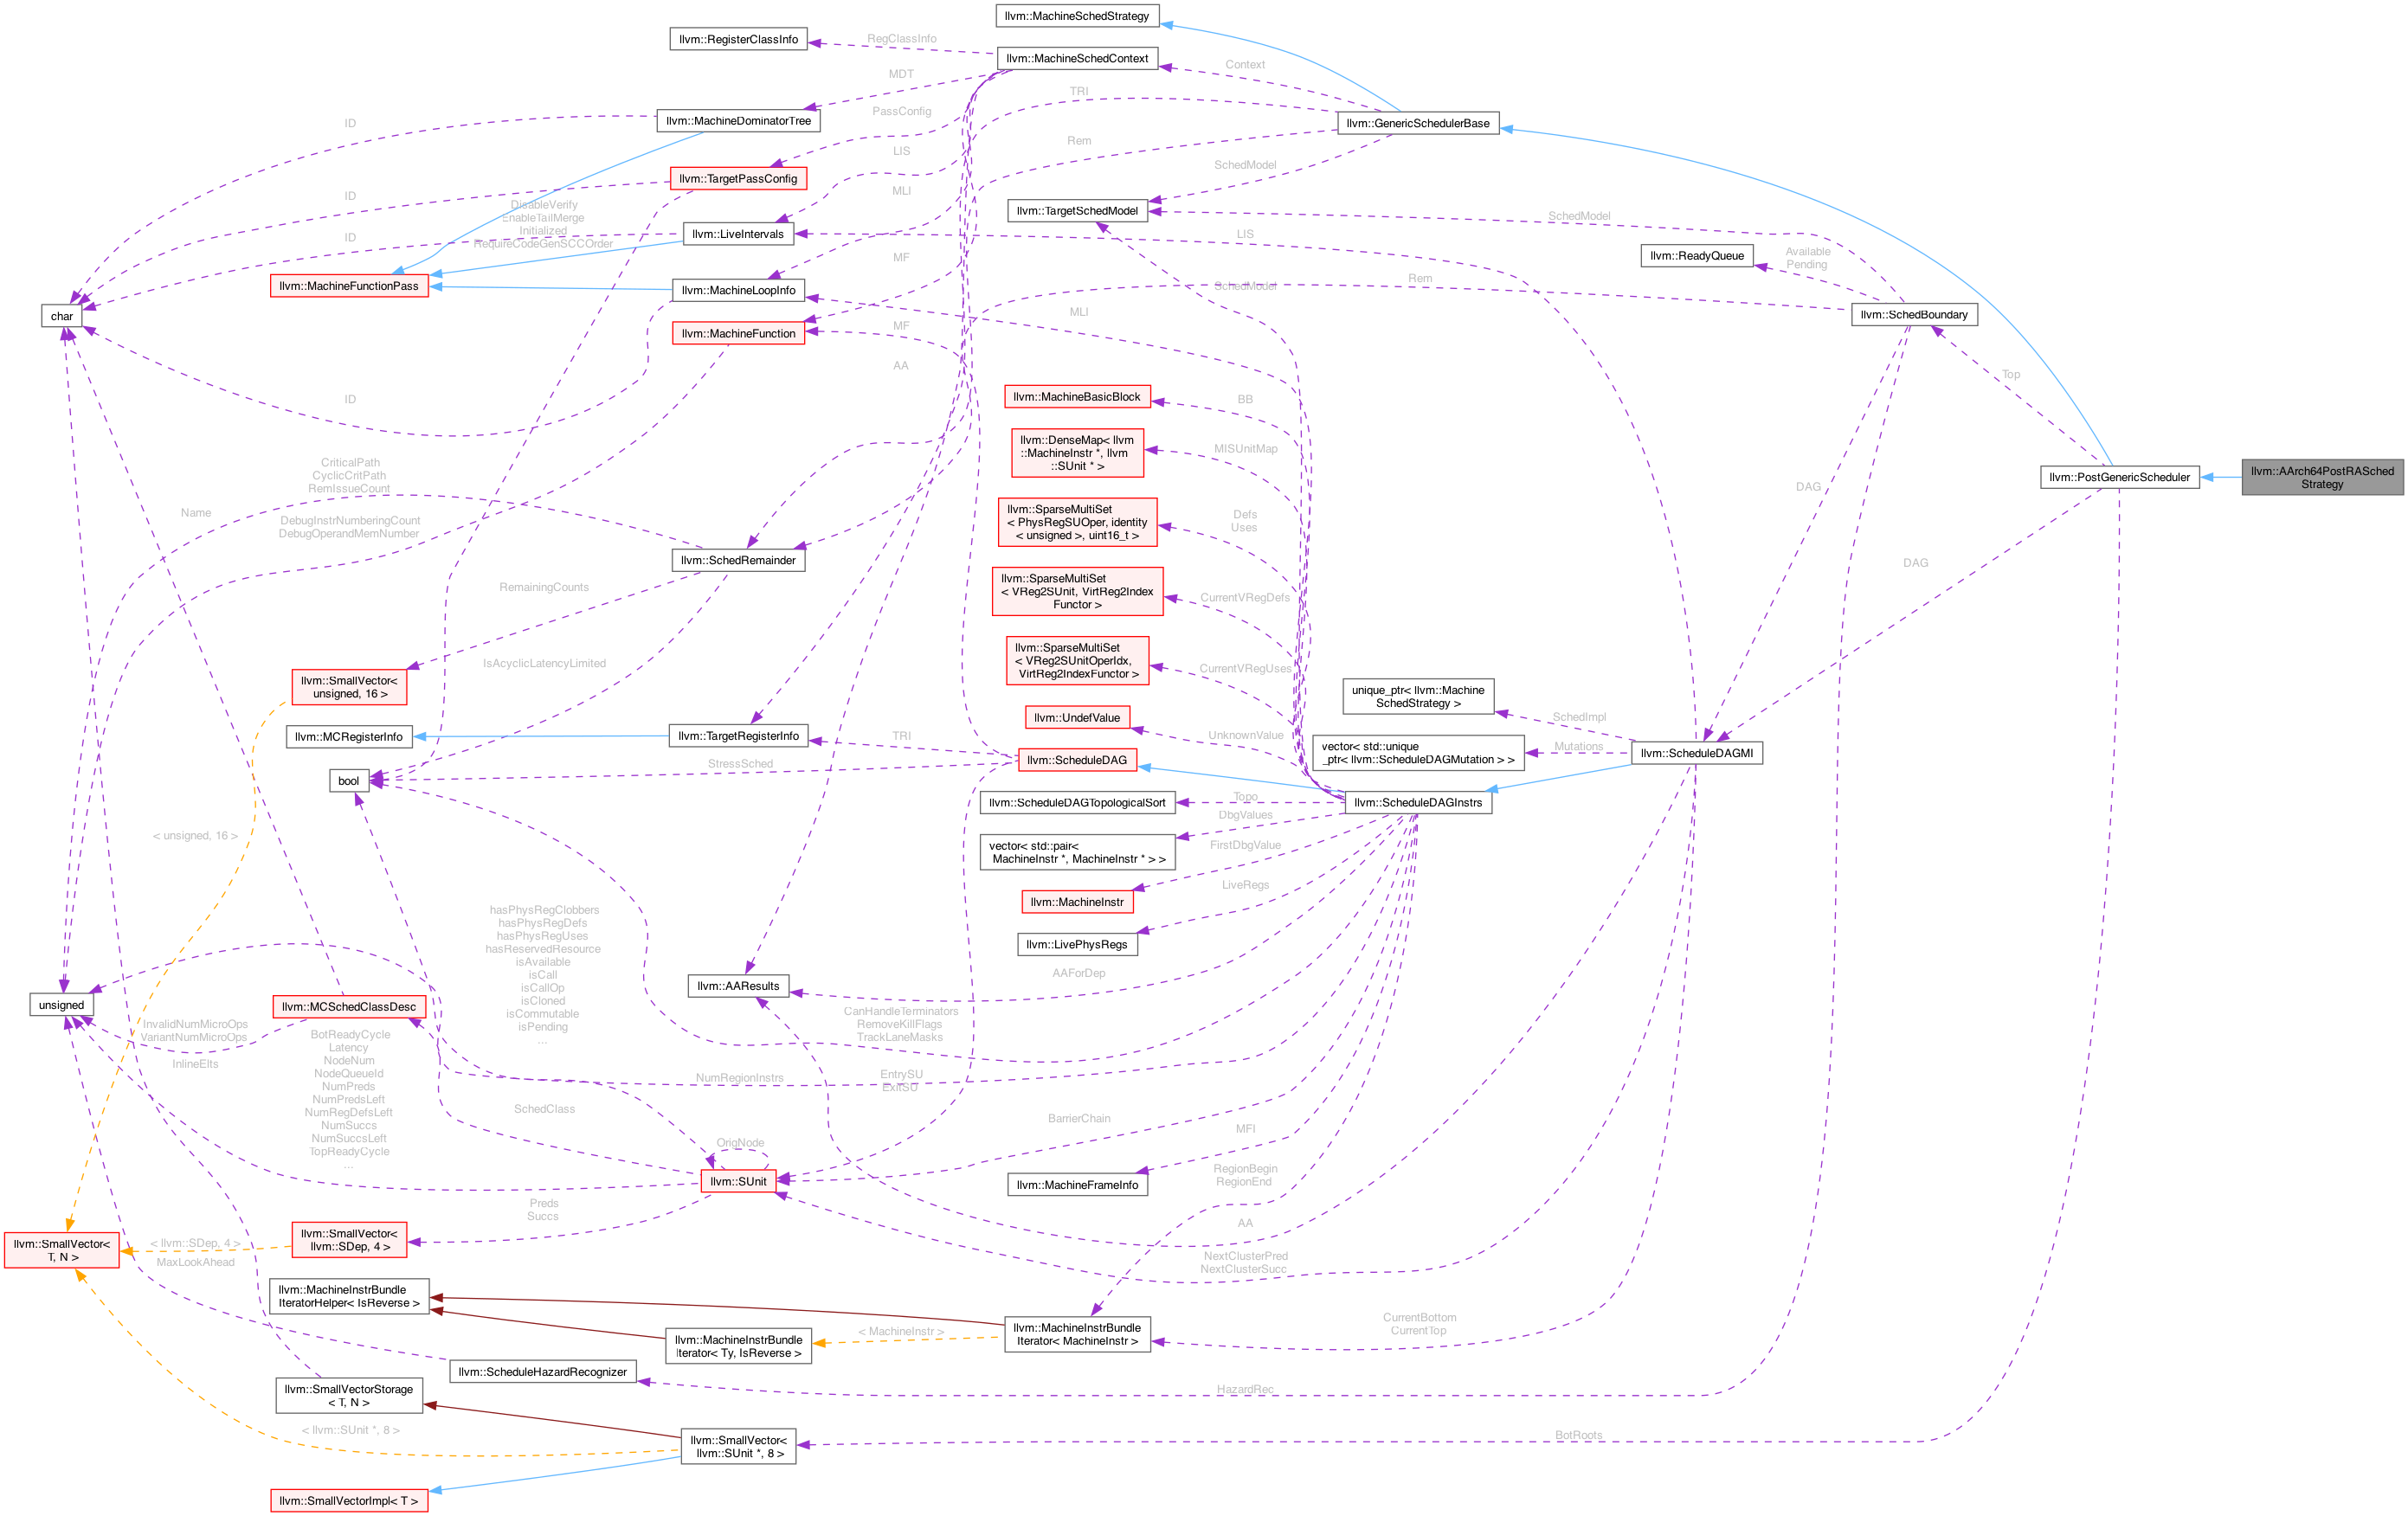 llvm::MachineSchedStrategy
llvm::RegisterClassInfo
RegClassInfo
llvm::MachineSchedContext
Context
MDT
TRI
PassConfig
llvm::MachineDominatorTree
ID
llvm::GenericSchedulerBase
LIS
Rem
SchedModel
llvm::TargetPassConfig
ID
MLI
DisableVerify
EnableTailMerge
Initialized
RequireCodeGenSCCOrder
ID
llvm::LiveIntervals
llvm::TargetSchedModel
SchedModel
LIS
MF
llvm::ReadyQueue
Available
Pending
llvm::MachineFunctionPass
llvm::MachineLoopInfo
SchedModel
Rem
char
MLI
llvm::SchedBoundary
llvm::MachineFunction
MF
AA
Top
ID
llvm::MachineBasicBlock
BB
llvm::DenseMap< llvm
::MachineInstr *, llvm
::SUnit * >
MISUnitMap
CriticalPath
CyclicCritPath
RemIssueCount
DAG
llvm::PostGenericScheduler
llvm::AArch64PostRASched
Strategy
Name
DebugInstrNumberingCount
DebugOperandMemNumber
llvm::SparseMultiSet
< PhysRegSUOper, identity
< unsigned >, uint16_t >
Defs
Uses
llvm::SchedRemainder
DAG
RemainingCounts
llvm::SparseMultiSet
< VReg2SUnit, VirtReg2Index
Functor >
CurrentVRegDefs
IsAcyclicLatencyLimited
llvm::SparseMultiSet
< VReg2SUnitOperIdx,
VirtReg2IndexFunctor >
CurrentVRegUses
llvm::SmallVector<
unsigned, 16 >
unique_ptr< llvm::Machine
SchedStrategy >
SchedImpl
llvm::UndefValue
UnknownValue
llvm::MCRegisterInfo
llvm::TargetRegisterInfo
TRI
vector< std::unique
_ptr< llvm::ScheduleDAGMutation > >
Mutations
llvm::ScheduleDAGMI
llvm::ScheduleDAG
StressSched
bool
llvm::ScheduleDAGTopologicalSort
Topo
llvm::ScheduleDAGInstrs
DbgValues
< unsigned, 16 >
vector< std::pair<
MachineInstr *, MachineInstr * > >
FirstDbgValue
llvm::MachineInstr
LiveRegs
hasPhysRegClobbers
hasPhysRegDefs
hasPhysRegUses
hasReservedResource
isAvailable
isCall
isCallOp
isCloned
isCommutable
isPending
...
llvm::LivePhysRegs
AAForDep
llvm::AAResults
unsigned
llvm::MCSchedClassDesc
InvalidNumMicroOps
VariantNumMicroOps
InlineElts
CanHandleTerminators
RemoveKillFlags
TrackLaneMasks
BotReadyCycle
Latency
NodeNum
NodeQueueId
NumPreds
NumPredsLeft
NumRegDefsLeft
NumSuccs
NumSuccsLeft
TopReadyCycle
...
NumRegionInstrs
EntrySU
ExitSU
SchedClass
BarrierChain
MFI
OrigNode
llvm::SUnit
llvm::MachineFrameInfo
RegionBegin
RegionEnd
Preds
Succs
AA
llvm::SmallVector<
T, N >
< llvm::SDep, 4 >
llvm::SmallVector<
llvm::SDep, 4 >
MaxLookAhead
NextClusterPred
NextClusterSucc
llvm::MachineInstrBundle
IteratorHelper< IsReverse >
llvm::MachineInstrBundle
Iterator< Ty, IsReverse >
< MachineInstr >
llvm::MachineInstrBundle
Iterator< MachineInstr >
CurrentBottom
CurrentTop
llvm::ScheduleHazardRecognizer
HazardRec
llvm::SmallVectorStorage
< T, N >
< llvm::SUnit *, 8 >
llvm::SmallVector<
llvm::SUnit *, 8 >
BotRoots
llvm::SmallVectorImpl< T >